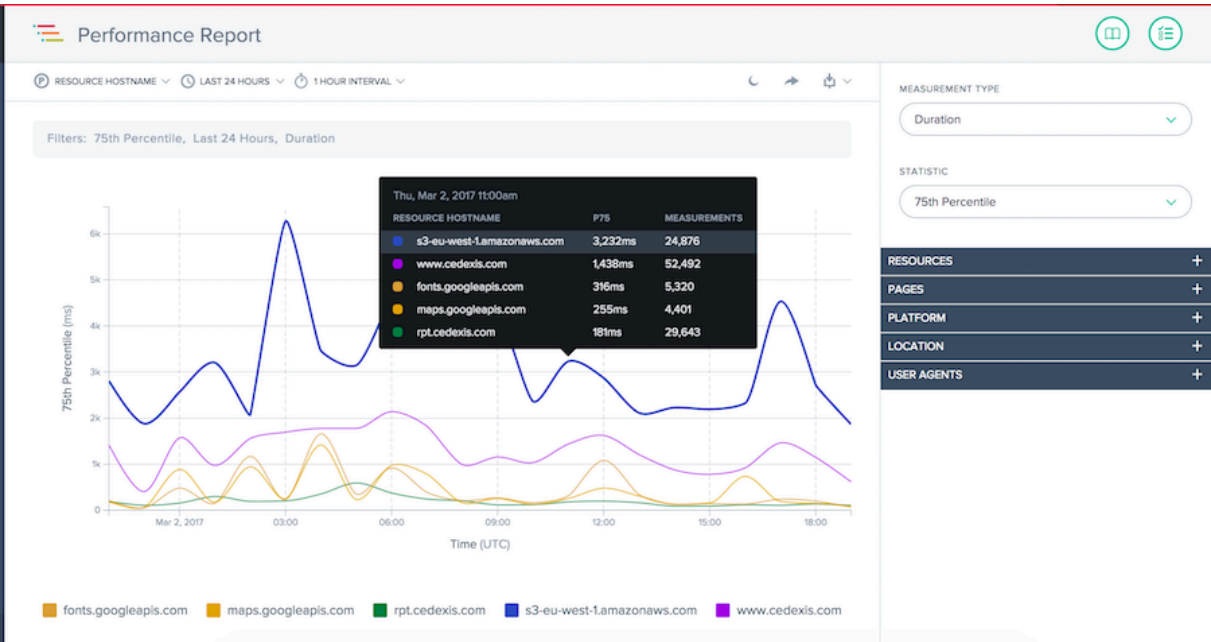 Performance Report
RESOURCE HOSTNAME LAST 24 HOURS 1 HOUR INTERVAL
Filters: 75th Percentile, Last 24 Hours, Duration
Thu, Mar 2, 2017 11:00am
RESOURCE HOSTNAME P75 MEASUREMENTS
s3-eu-west-1.amazonaws.com 3,232ms 24,876
www.cedexis.com 1,438ms 52,492
fonts.googleapis.com 316ms 5,320
maps.googleapis.com 255ms 4,401
rpt.cedexis.com 181ms 29,643
75th Percentile (ms)
6k
5k
4k
3k
2k
1k
0
Mar 2, 2017 03:00 06:00 09:00 12:00 15:00 18:00
Time (UTC)
fonts.googleapis.com maps.googleapis.com rpt.cedexis.com s3-eu-west-1.amazonaws.com www.cedexis.com
MEASUREMENT TYPE
Duration
STATISTIC
75th Percentile
RESOURCES +
PAGES +
PLATFORM +
LOCATION +
USER AGENTS +